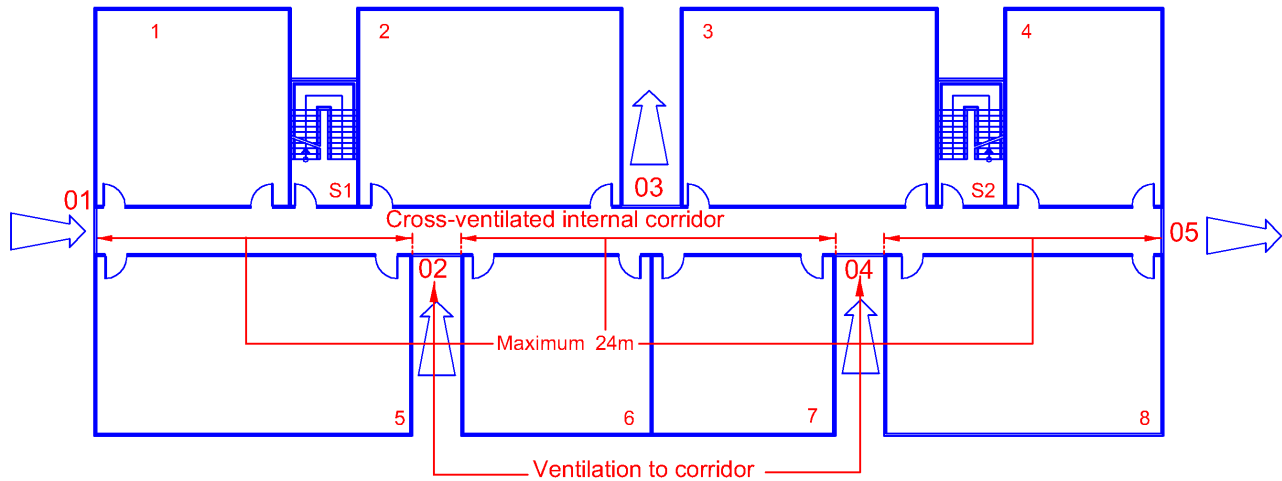 1
2
3
4
S1
S2
01
03
Cross-ventilated internal corridor
05
02
04
Maximum 24m
5
6
7
8
Ventilation to corridor